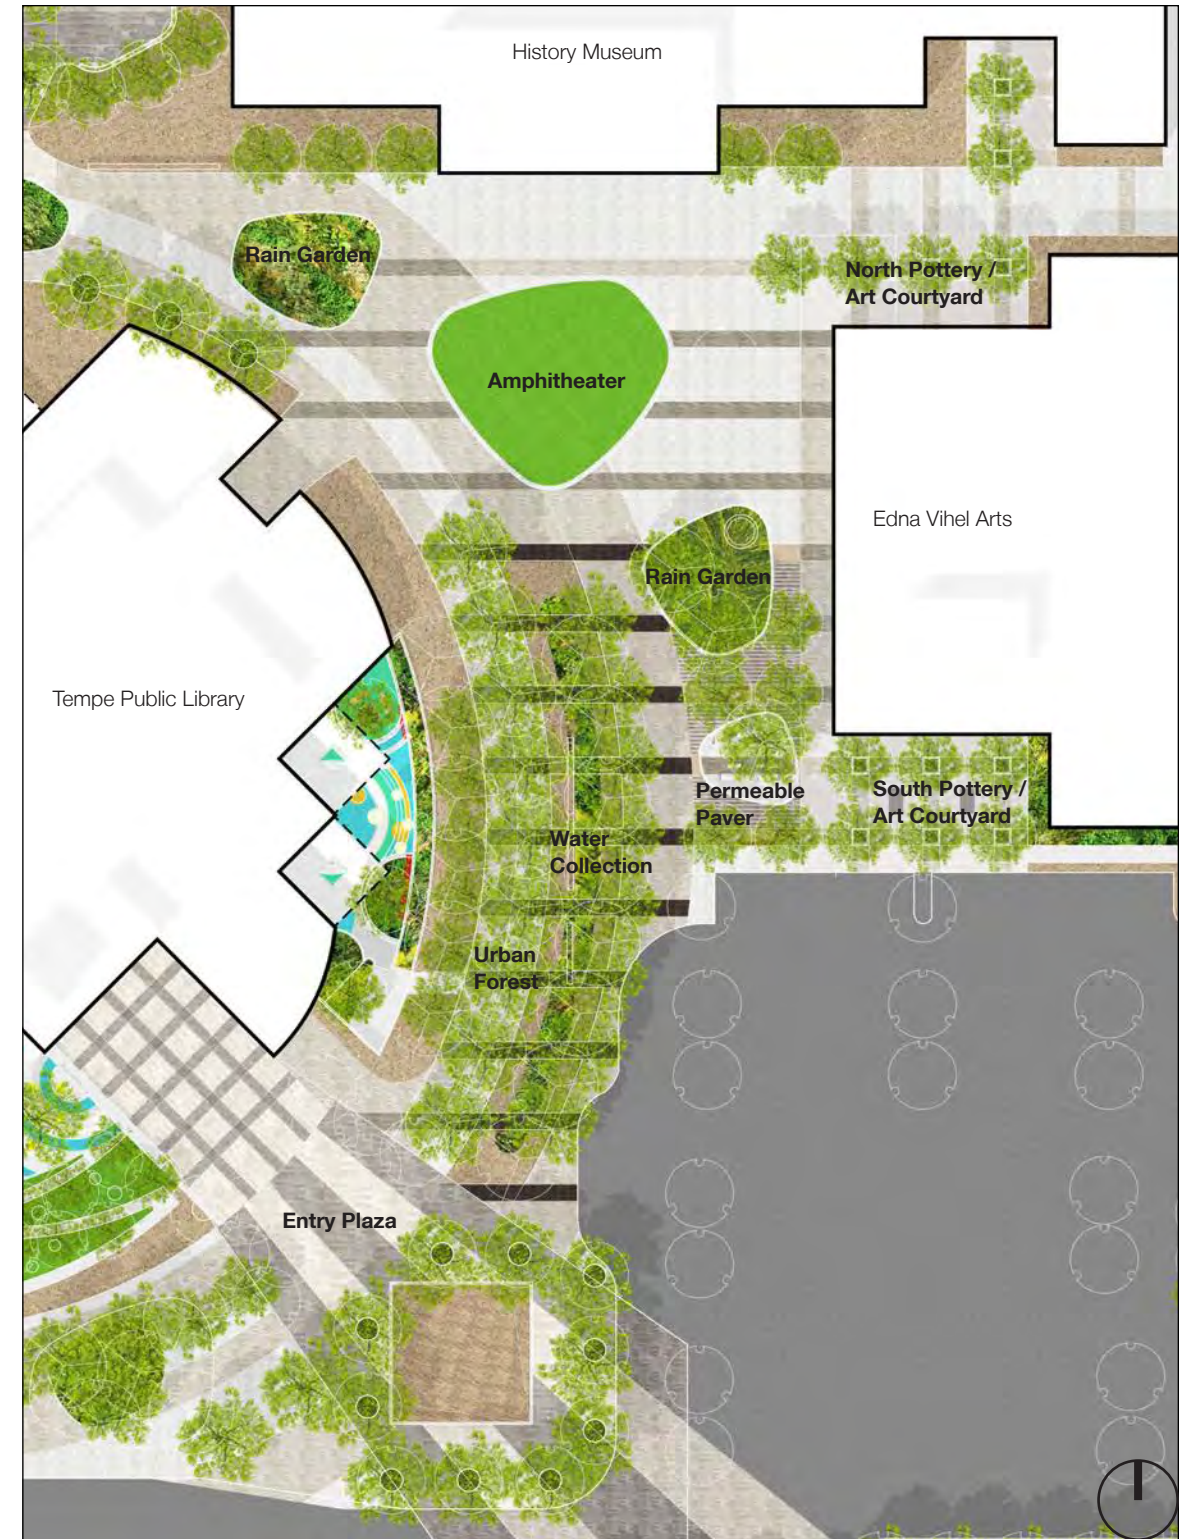 History Museum
Rain Garden
North Pottery /
Art Courtyard
Amphitheater
Edna Vihel Arts
Rain Garden
Tempe Public Library
Permeable
Paver
South Pottery /
Art Courtyard
Water
Collection
Urban
Forest
Entry Plaza